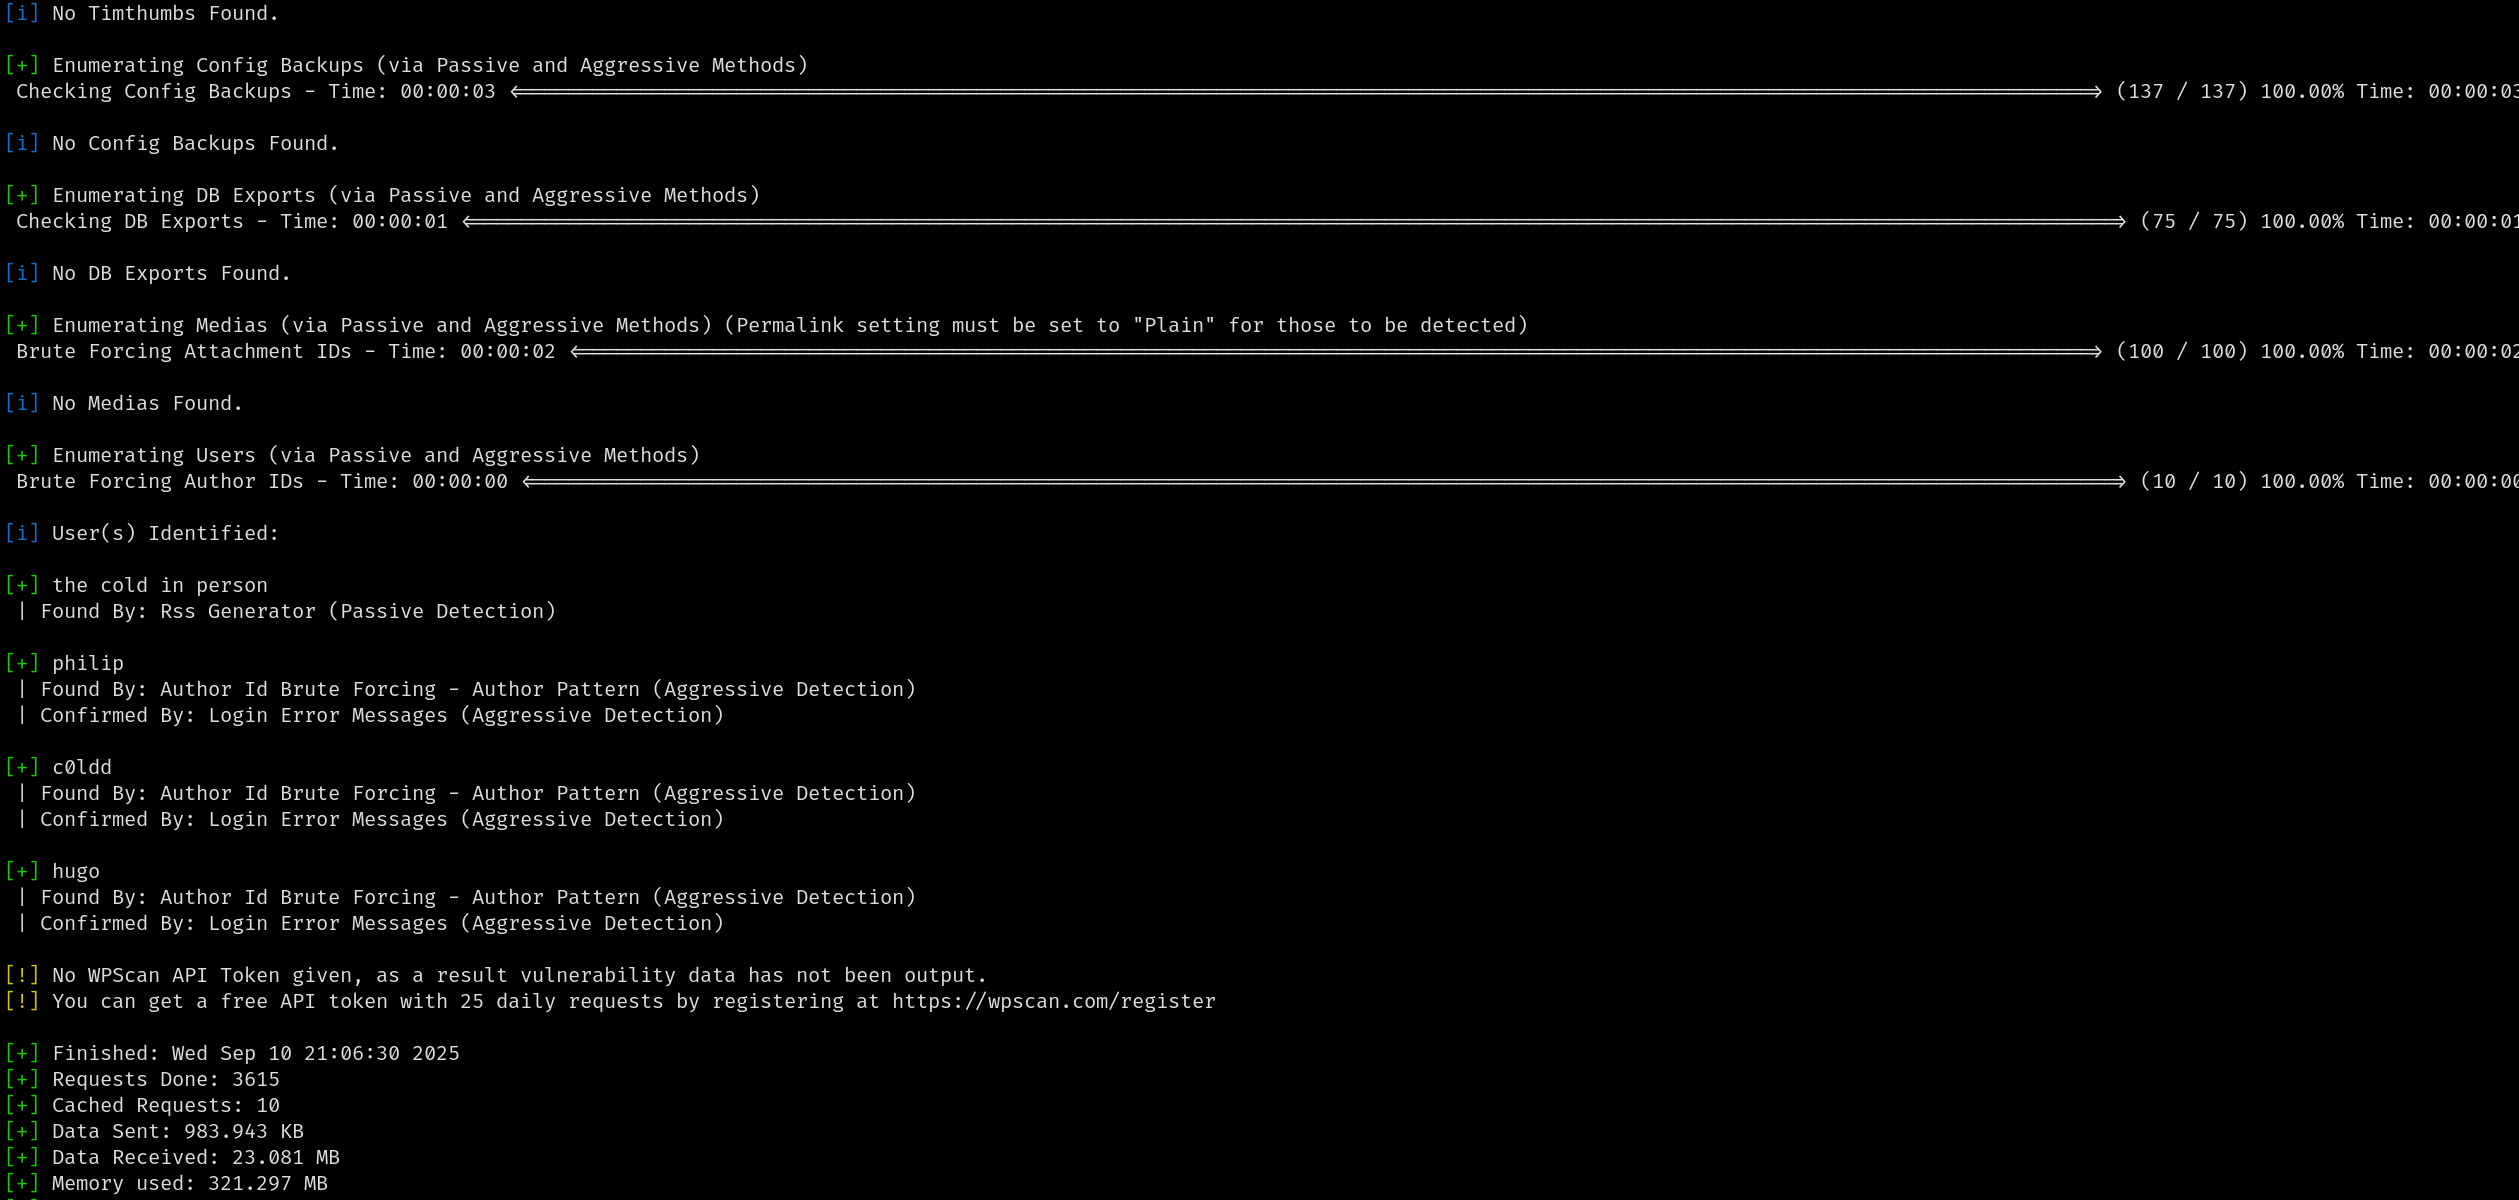 [i] No Timthumbs Found.
[+] Enumerating Config Backups (via Passive and Aggressive Methods)
Checking Config Backups - Time: 00:00:03 <=> (137 / 137) 100.00% Time: 00:00:03
[i] No Config Backups Found.
[+] Enumerating DB Exports (via Passive and Aggressive Methods)
Checking DB Exports - Time: 00:00:01 <=> (75 / 75) 100.00% Time: 00:00:01
[i] No DB Exports Found.
[+] Enumerating Medias (via Passive and Aggressive Methods) (Permalink setting must be set to "Plain" for those to be detected)
Brute Forcing Attachment IDs - Time: 00:00:02 <=> (100 / 100) 100.00% Time: 00:00:02
[i] No Medias Found.
[+] Enumerating Users (via Passive and Aggressive Methods)
Brute Forcing Author IDs - Time: 00:00:00 <=> (10 / 10) 100.00% Time: 00:00:00
[i] User(s) Identified:
[+] the cold in person
| Found By: Rss Generator (Passive Detection)
[+] philip
| Found By: Author Id Brute Forcing - Author Pattern (Aggressive Detection)
| Confirmed By: Login Error Messages (Aggressive Detection)
[+] c0ldd
| Found By: Author Id Brute Forcing - Author Pattern (Aggressive Detection)
| Confirmed By: Login Error Messages (Aggressive Detection)
[+] hugo
| Found By: Author Id Brute Forcing - Author Pattern (Aggressive Detection)
| Confirmed By: Login Error Messages (Aggressive Detection)
[!] No WPScan API Token given, as a result vulnerability data has not been output.
[!] You can get a free API token with 25 daily requests by registering at https://wpscan.com/register
[+] Finished: Wed Sep 10 21:06:30 2025
[+] Requests Done: 3615
[+] Cached Requests: 10
[+] Data Sent: 983.943 KB
[+] Data Received: 23.081 MB
[+] Memory used: 321.297 MB